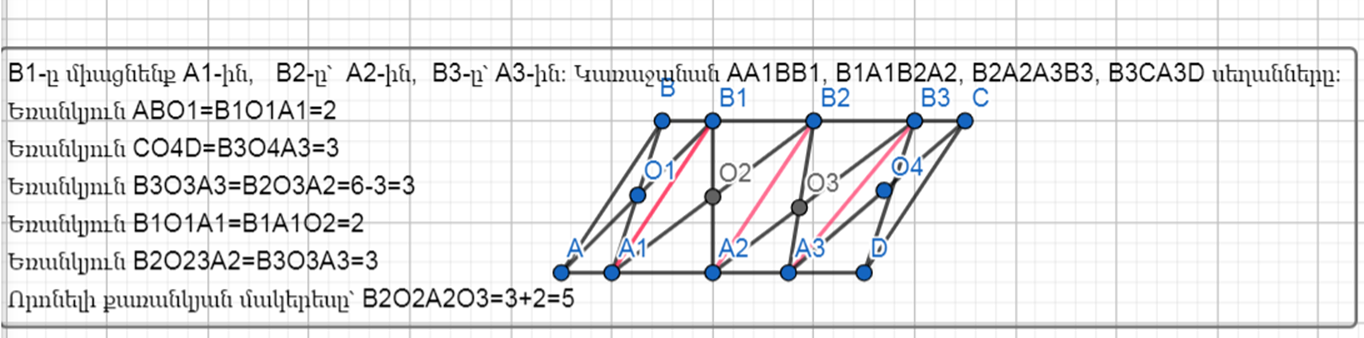 B1-ը միացնենք A1-ին, B2-ը՝ A2-ին, B3-ը՝ A3-ին։ Կառաջանան AA1BB1, B1A1B2A2, B2A2A3B3, B3CA3D սեղանները։
Եռանկյուն ABO1=B1O1A1=2
Եռանկյուն CO4D=B3O4A3=3
Եռանկյուն B3O3A3=B2O3A2=6-3=3
Եռանկյուն B1O1A1=B1A1O2=2
Եռանկյուն B2O23A2=B3O3A3=3
Որոնելի քառանկյան մակերեսը՝ B2O2A2O3=3+2=5
B B1 B2 B3 C
O1 O2 O3 O4
A A1 A2 A3 D